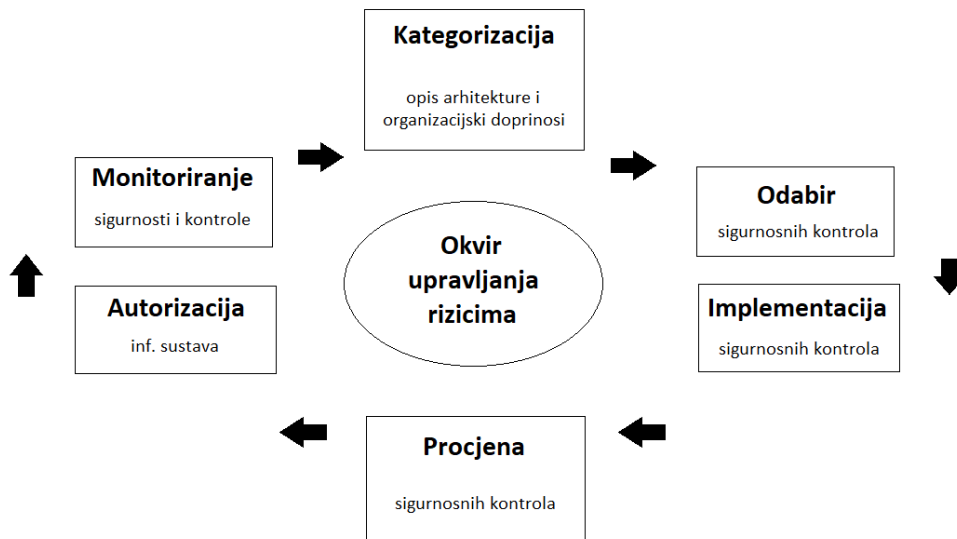 Kategorizacija
opis arhitekture i
organizacijski doprinosi
Monitoriranje
sigurnosti i kontrole
Odabir
sigurnosnih kontrola
Okvir
upravljanja
rizicima
Autorizacija
inf. sustava
Implementacija
sigurnosnih kontrola
Procjena
sigurnosnih kontrola